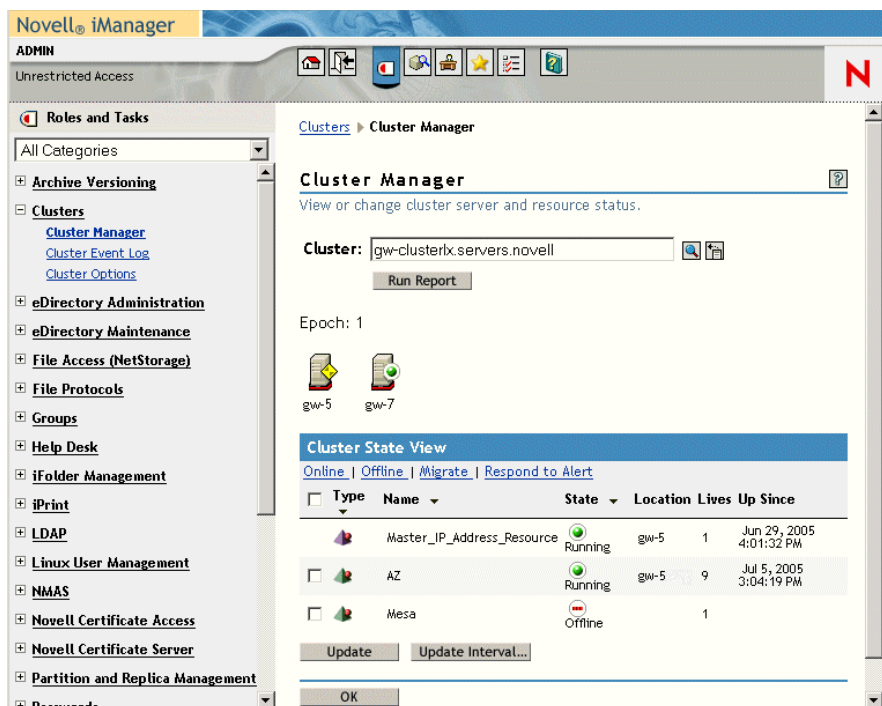 Novell® iManager
ADMIN
Unrestricted Access
N
Roles and Tasks
All Categories
Archive Versioning
Clusters
Cluster Manager
Cluster Event Log
Cluster Options
eDirectory Administration
eDirectory Maintenance
File Access (NetStorage)
File Protocols
Groups
Help Desk
iFolder Management
iPrint
LDAP
Linux User Management
NMAS
Novell Certificate Access
Novell Certificate Server
Partition and Replica Management
Passwords
Clusters Cluster Manager
Cluster Manager
?
View or change cluster server and resource status.
Cluster: gw-clusterlx.servers.novell
Run Report
Epoch: 1
gw-5 gw-7
Cluster State View
Online | Offline | Migrate | Respond to Alert
Type Name State Location Lives Up Since
Master_IP_Address_Resource Running gw-5 1 Jun 29, 2005 4:01:32 PM
AZ Running gw-5 9 Jul 5, 2005 3:04:19 PM
Mesa Offline 1
Update Update Interval...
OK